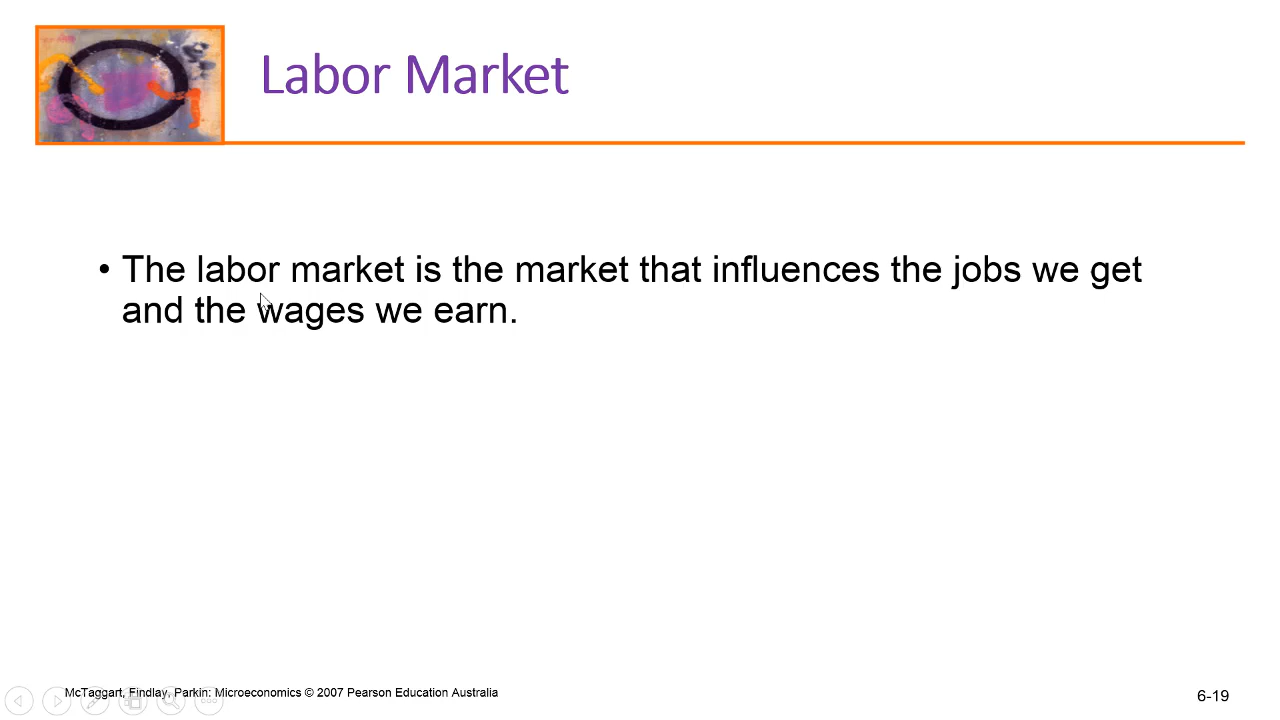 Labor Market
• The labor market is the market that influences the jobs we get
and the wages we earn.
McTaggart, Findlay, Parkin: Microeconomics © 2007 Pearson Education Australia
6-19